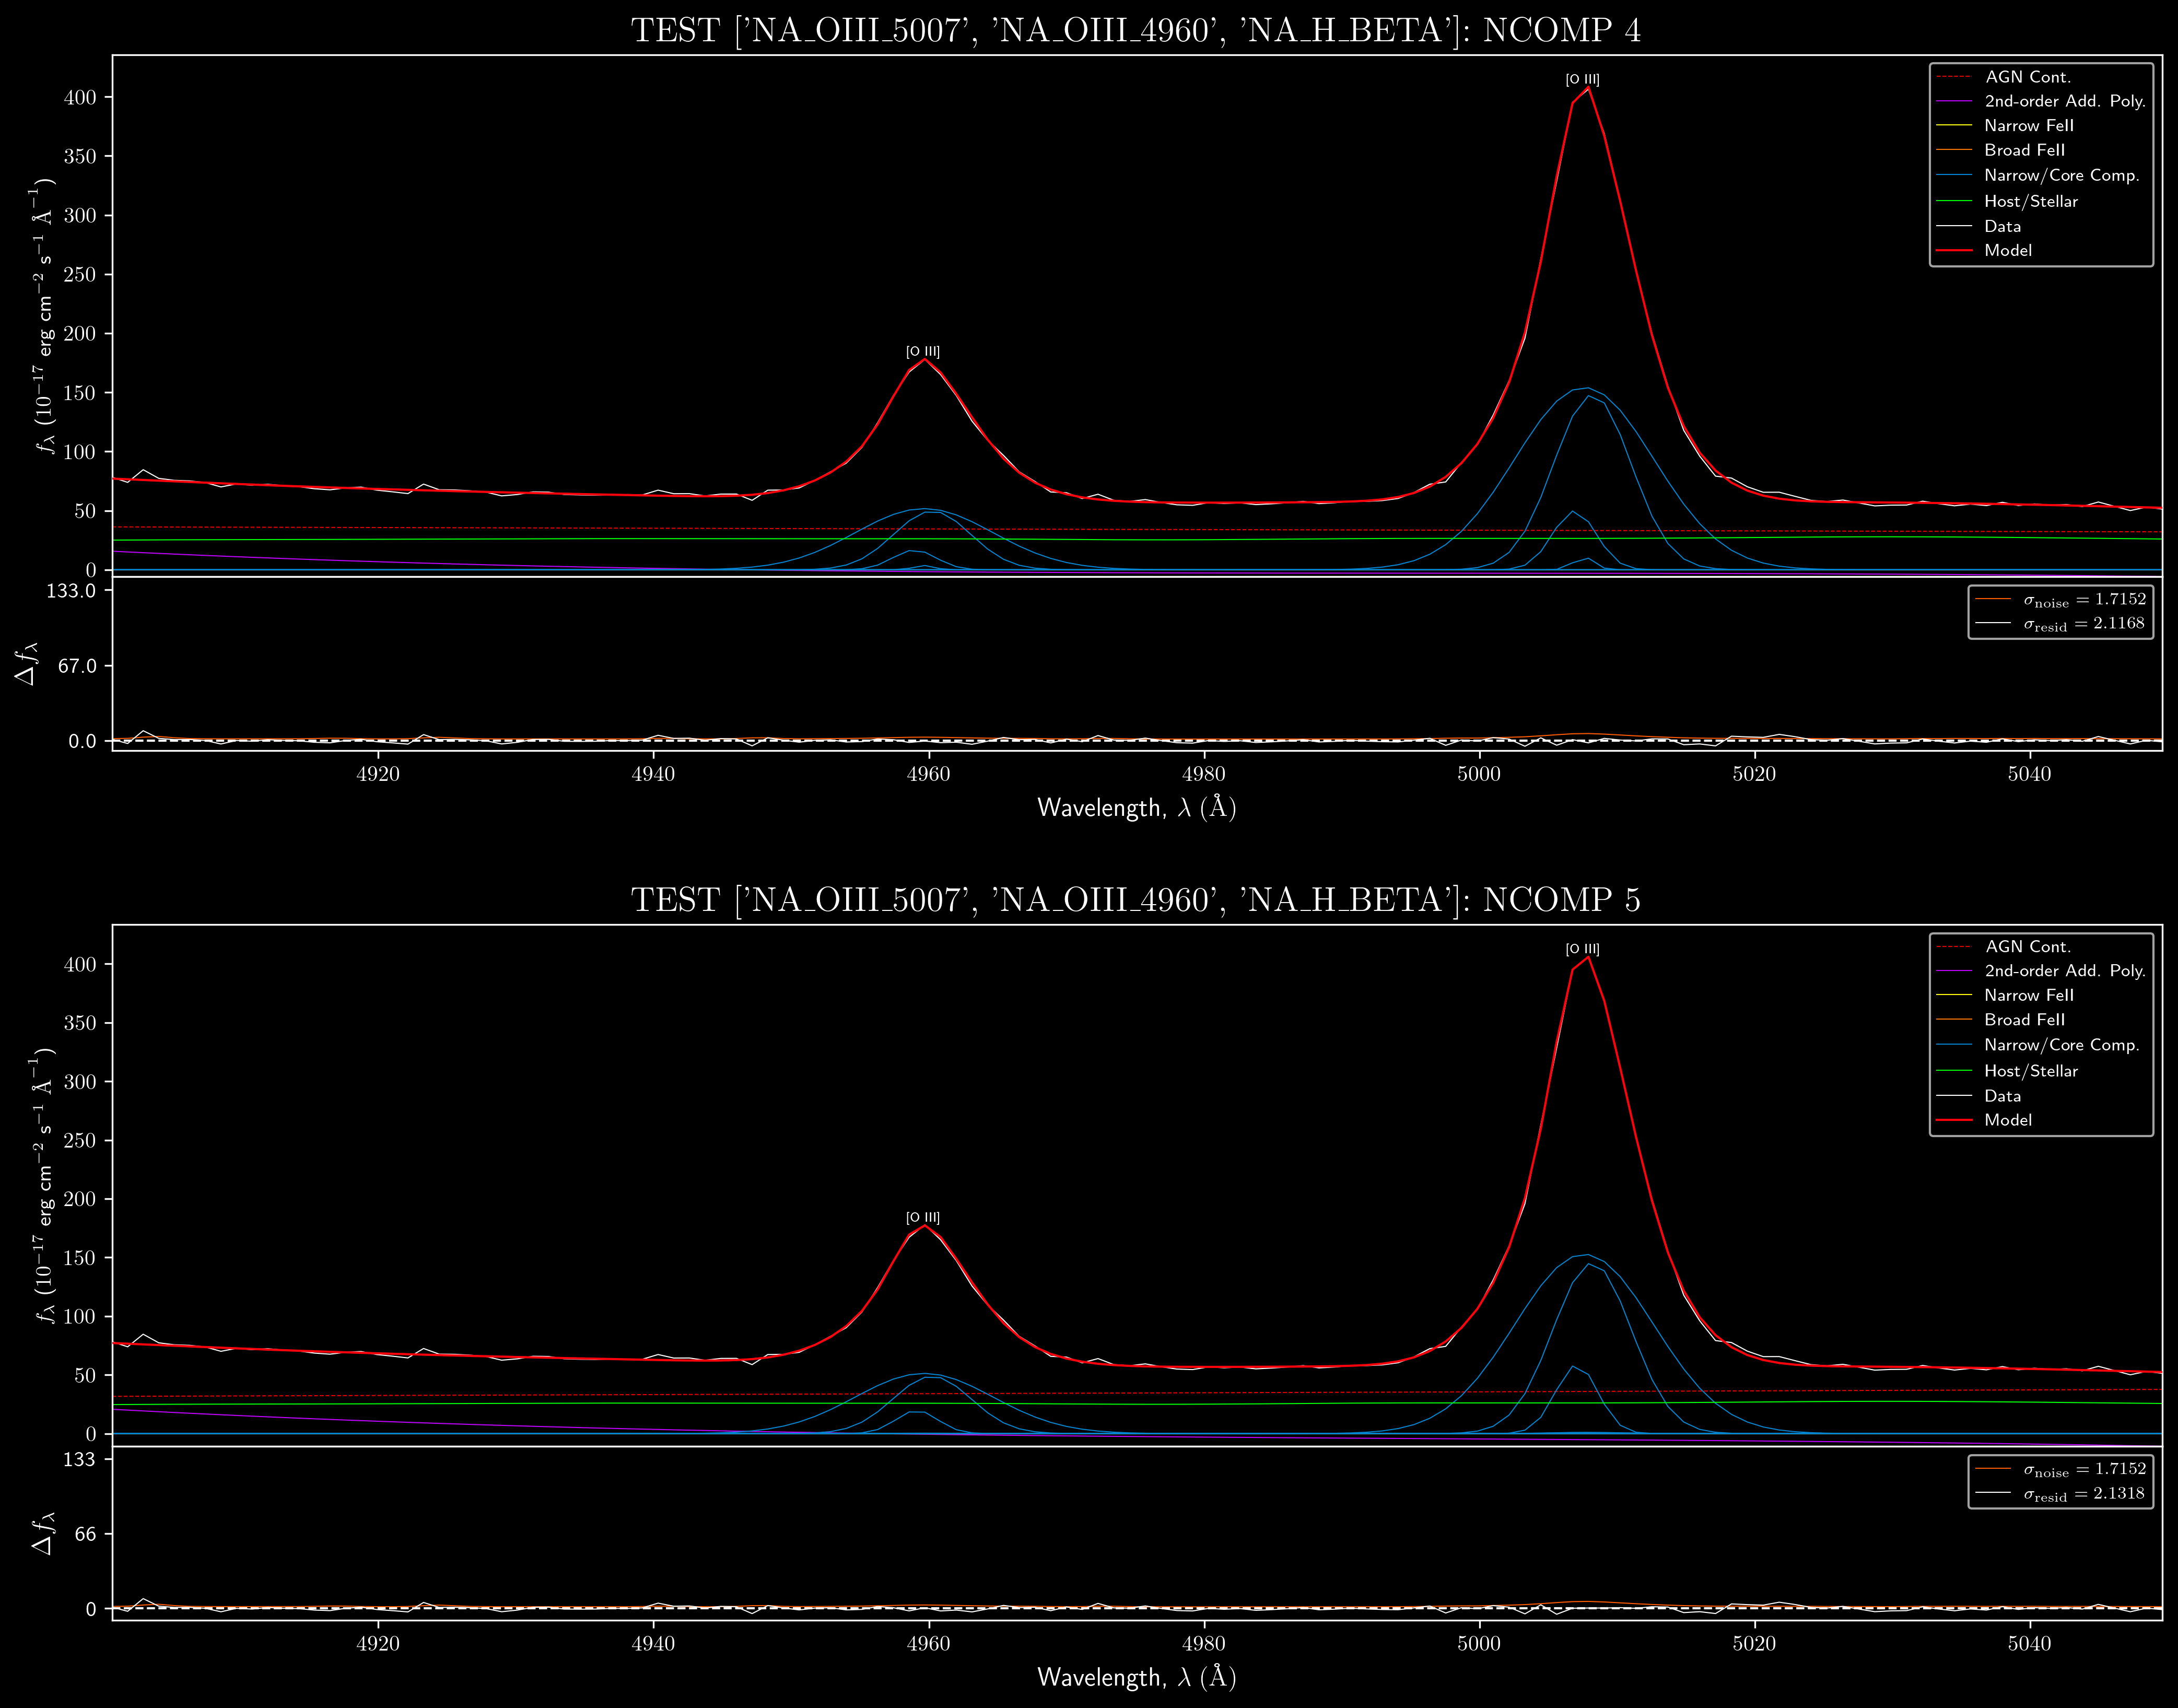 TEST ['NA_OIII_5007', 'NA_OIII_4960', 'NA_H_BETA']: NCOMP 4
[O III]
[O III]
AGN Cont.
2nd-order Add. Poly.
Narrow FeII
Broad FeII
Narrow/Core Comp.
Host/Stellar
Data
Model
400
350
300
250
200
150
100
50
0
f_λ (10⁻¹⁷ erg cm⁻² s⁻¹ Å⁻¹)
133.0
67.0
0.0
Δf_λ
σ_noise = 1.7152
σ_resid = 2.1168
4920 4940 4960 4980 5000 5020 5040
Wavelength, λ (Å)
TEST ['NA_OIII_5007', 'NA_OIII_4960', 'NA_H_BETA']: NCOMP 5
[O III]
[O III]
AGN Cont.
2nd-order Add. Poly.
Narrow FeII
Broad FeII
Narrow/Core Comp.
Host/Stellar
Data
Model
400
350
300
250
200
150
100
50
0
f_λ (10⁻¹⁷ erg cm⁻² s⁻¹ Å⁻¹)
133
66
0
Δf_λ
σ_noise = 1.7152
σ_resid = 2.1318
4920 4940 4960 4980 5000 5020 5040
Wavelength, λ (Å)